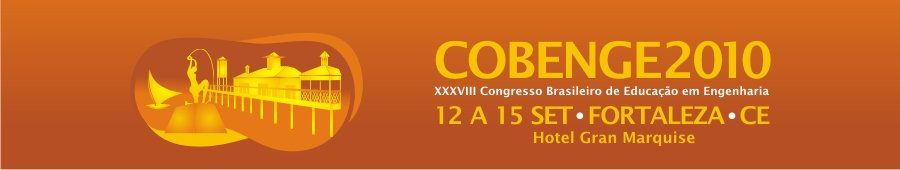 COBENGE2010
XXXVIII Congresso Brasileiro de Educação em Engenharia
12 A 15 SET • FORTALEZA • CE
Hotel Gran Marquise